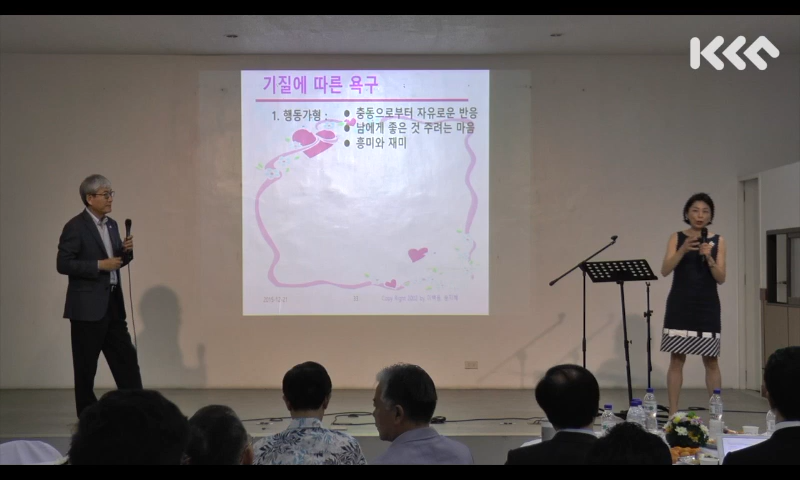 KCC
기질에 따른 욕구
1. 행동가형 : ● 충동으로부터 자유로운 반응
● 남에게 좋은 것 주려는 마음
● 흥미와 재미